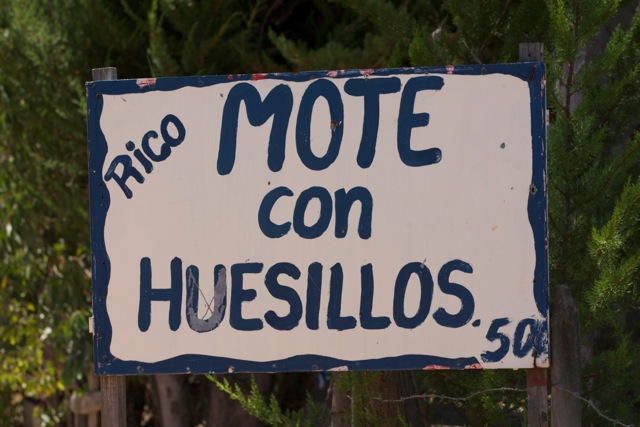 Rico
MOTE
con
HUESILLOS.
50